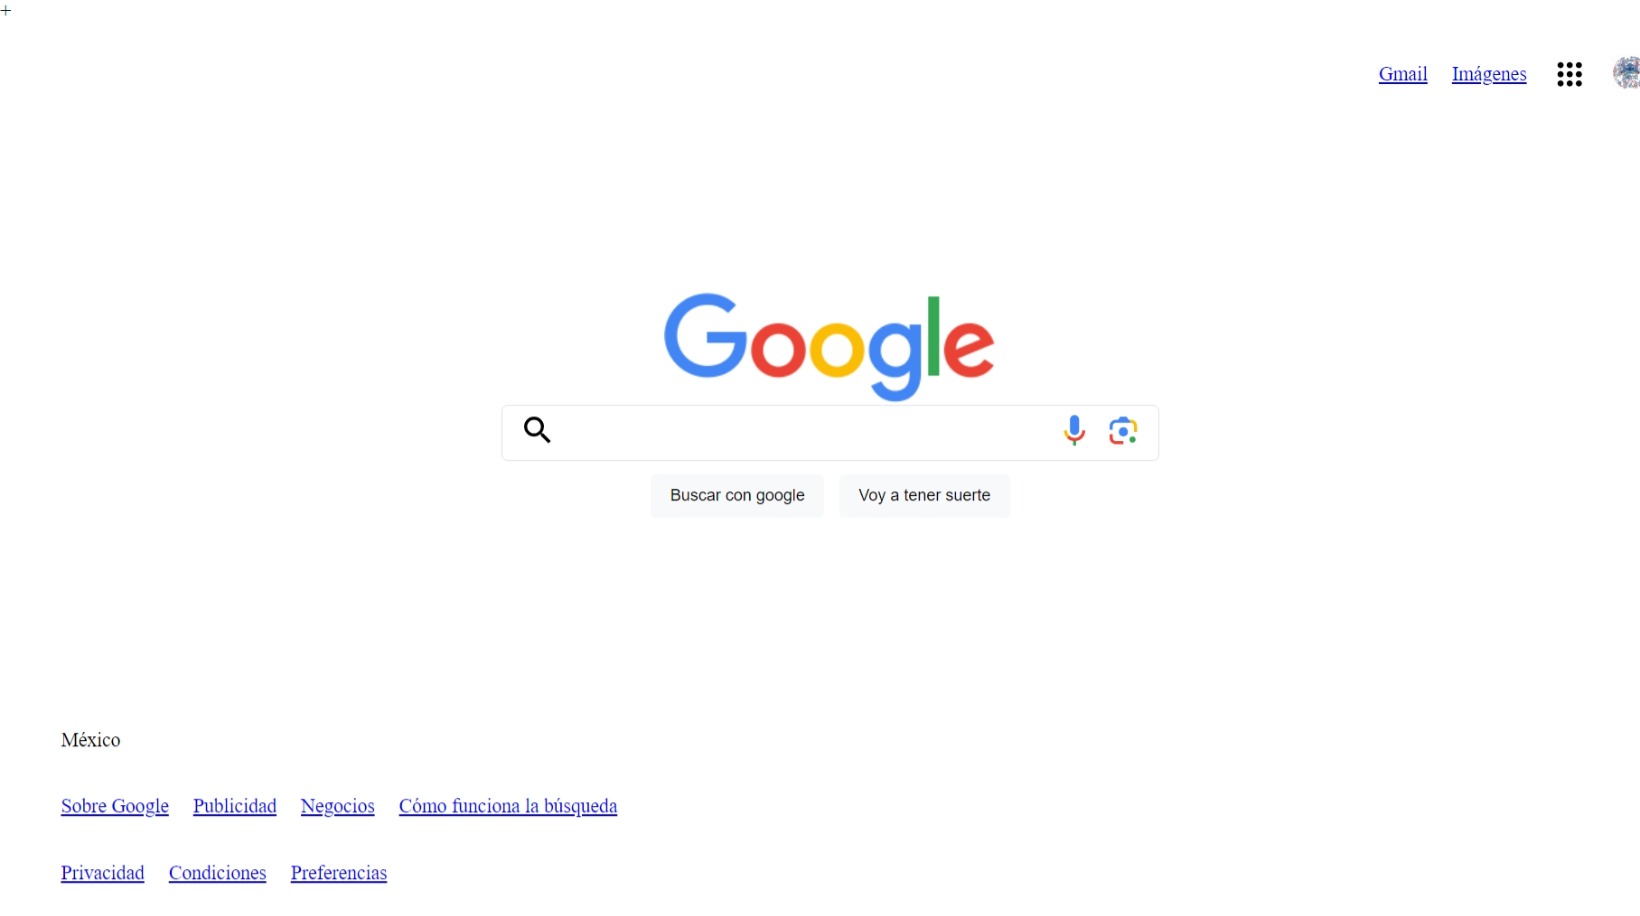 +
Gmail Imágenes
Google
Buscar con google Voy a tener suerte
México
Sobre Google Publicidad Negocios Cómo funciona la búsqueda
Privacidad Condiciones Preferencias